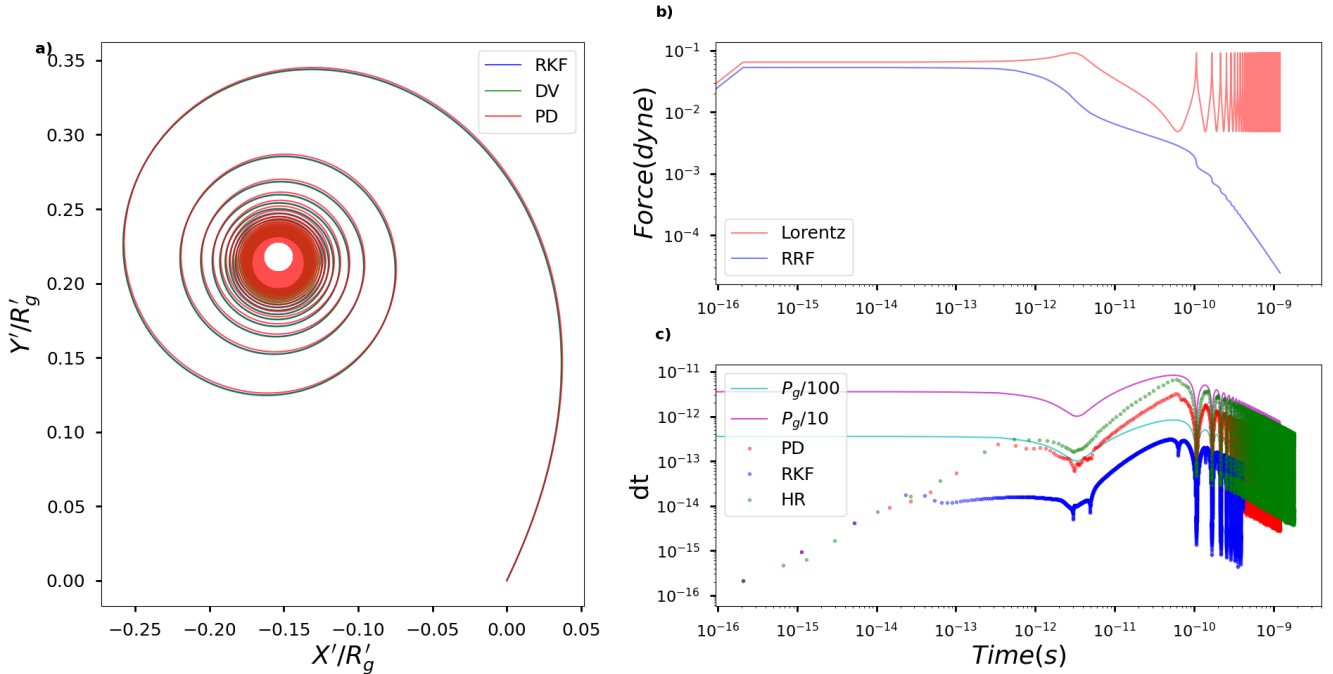 a)
0.35
0.30
0.25
0.20
0.15
0.10
0.05
0.00
Y'/R'_g
−0.25 −0.20 −0.15 −0.10 −0.05 0.00 0.05
X'/R'_g
RKF
DV
PD
b)
10⁻¹
10⁻²
10⁻³
10⁻⁴
Force(dyne)
Lorentz
RRF
10⁻¹⁶ 10⁻¹⁵ 10⁻¹⁴ 10⁻¹³ 10⁻¹² 10⁻¹¹ 10⁻¹⁰ 10⁻⁹
c)
10⁻¹¹
10⁻¹²
10⁻¹³
10⁻¹⁴
10⁻¹⁵
10⁻¹⁶
dt
P_g/100
P_g/10
PD
RKF
HR
10⁻¹⁶ 10⁻¹⁵ 10⁻¹⁴ 10⁻¹³ 10⁻¹² 10⁻¹¹ 10⁻¹⁰ 10⁻⁹
Time(s)